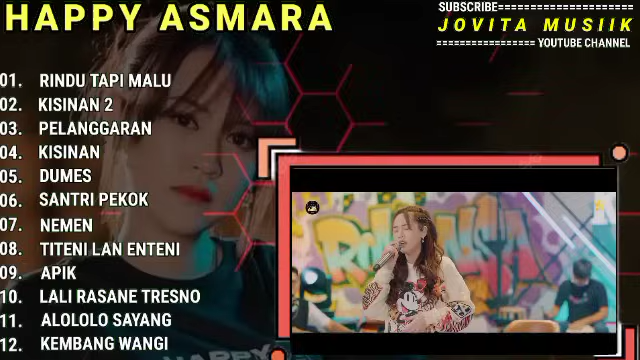 HAPPY ASMARA
SUBSCRIBE=====================
JOVITA MUSIIK
================= YOUTUBE CHANNEL
01. RINDU TAPI MALU
02. KISINAN 2
03. PELANGGARAN
04. KISINAN
05. DUMES
06. SANTRI PEKOK
07. NEMEN
08. TITENI LAN ENTENI
09. APIK
10. LALI RASANE TRESNO
11. ALOLOLO SAYANG
12. KEMBANG WANGI
HAPPY